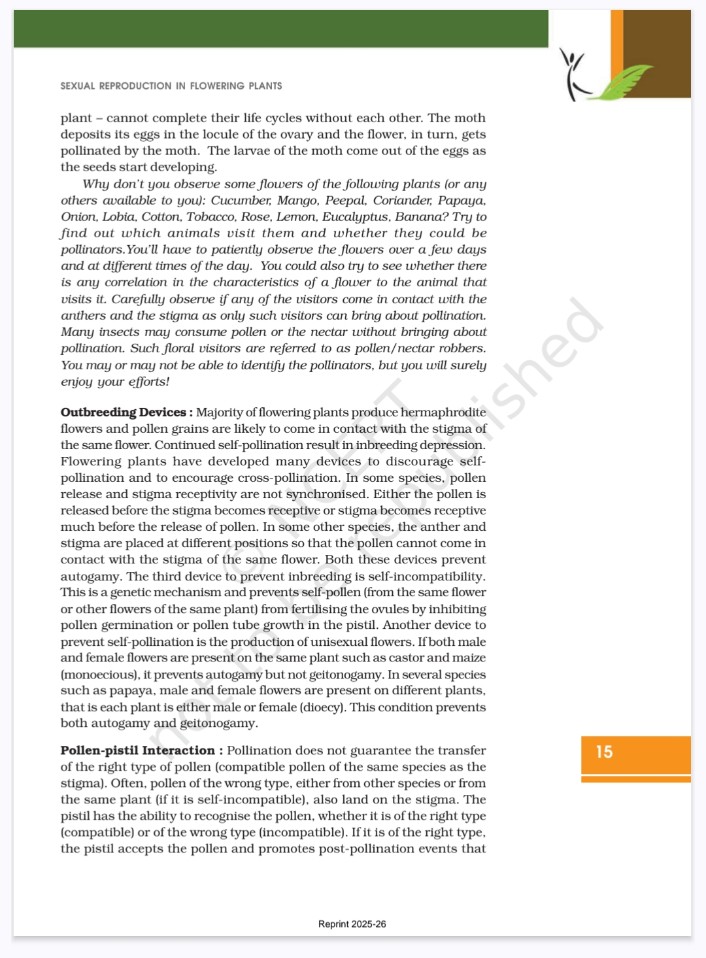 SEXUAL REPRODUCTION IN FLOWERING PLANTS
plant – cannot complete their life cycles without each other. The moth
deposits its eggs in the locule of the ovary and the flower, in turn, gets
pollinated by the moth. The larvae of the moth come out of the eggs as
the seeds start developing.
Why don't you observe some flowers of the following plants (or any
others available to you): Cucumber, Mango, Peepal, Coriander, Papaya,
Onion, Lobia, Cotton, Tobacco, Rose, Lemon, Eucalyptus, Banana? Try to
find out which animals visit them and whether they could be
pollinators.You'll have to patiently observe the flowers over a few days
and at different times of the day. You could also try to see whether there
is any correlation in the characteristics of a flower to the animal that
visits it. Carefully observe if any of the visitors come in contact with the
anthers and the stigma as only such visitors can bring about pollination.
Many insects may consume pollen or the nectar without bringing about
pollination. Such floral visitors are referred to as pollen/nectar robbers.
You may or may not be able to identify the pollinators, but you will surely
enjoy your efforts!
Outbreeding Devices : Majority of flowering plants produce hermaphrodite
flowers and pollen grains are likely to come in contact with the stigma of
the same flower. Continued self-pollination result in inbreeding depression.
Flowering plants have developed many devices to discourage self-
pollination and to encourage cross-pollination. In some species, pollen
release and stigma receptivity are not synchronised. Either the pollen is
released before the stigma becomes receptive or stigma becomes receptive
much before the release of pollen. In some other species, the anther and
stigma are placed at different positions so that the pollen cannot come in
contact with the stigma of the same flower. Both these devices prevent
autogamy. The third device to prevent inbreeding is self-incompatibility.
This is a genetic mechanism and prevents self-pollen (from the same flower
or other flowers of the same plant) from fertilising the ovules by inhibiting
pollen germination or pollen tube growth in the pistil. Another device to
prevent self-pollination is the production of unisexual flowers. If both male
and female flowers are present on the same plant such as castor and maize
(monoecious), it prevents autogamy but not geitonogamy. In several species
such as papaya, male and female flowers are present on different plants,
that is each plant is either male or female (dioecy). This condition prevents
both autogamy and geitonogamy.
Pollen-pistil Interaction : Pollination does not guarantee the transfer
of the right type of pollen (compatible pollen of the same species as the
stigma). Often, pollen of the wrong type, either from other species or from
the same plant (if it is self-incompatible), also land on the stigma. The
pistil has the ability to recognise the pollen, whether it is of the right type
(compatible) or of the wrong type (incompatible). If it is of the right type,
the pistil accepts the pollen and promotes post-pollination events that
15
© NCERT
not to be republished
Reprint 2025-26